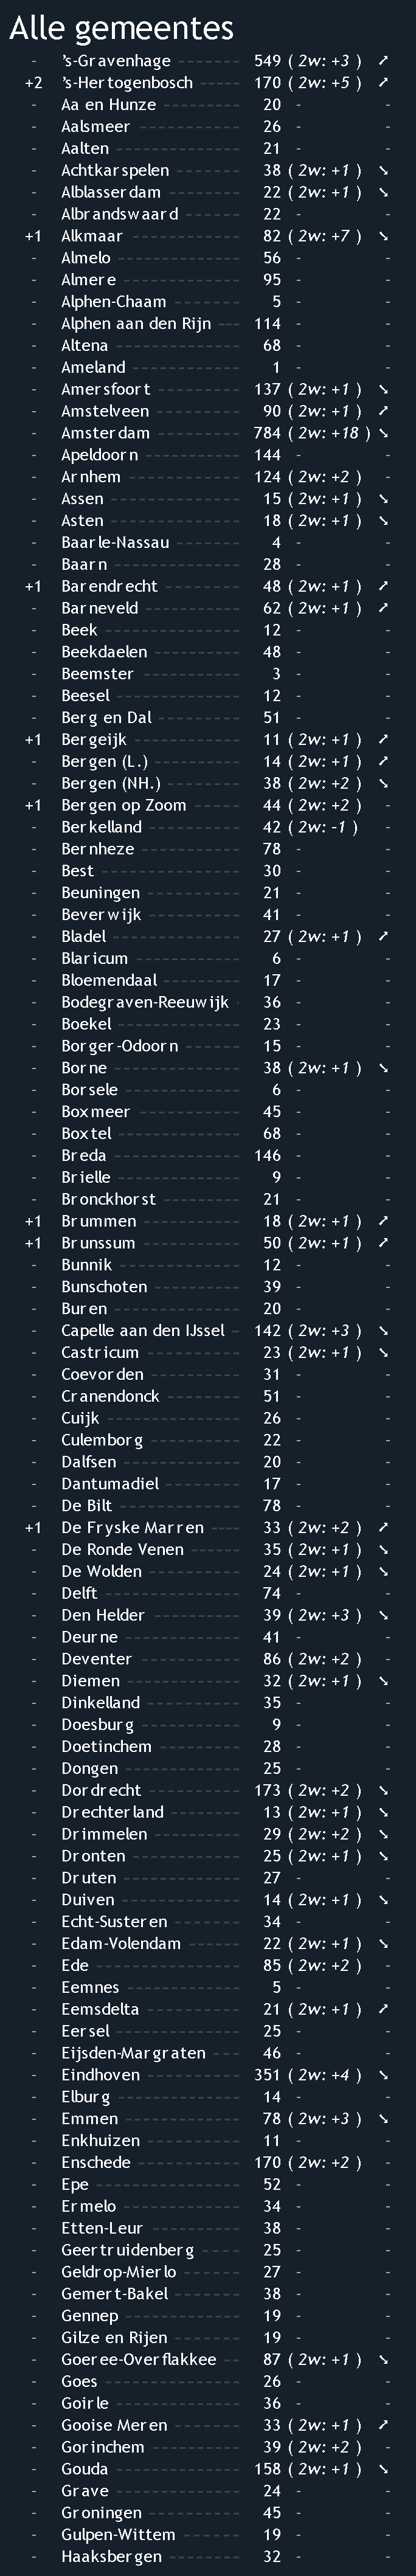 Alle gemeentes
- 's-Gravenhage ------- 549 ( 2w: +3 ) ➚
+2 's-Hertogenbosch ----- 170 ( 2w: +5 ) ➚
- Aa en Hunze -------- 20 - -
- Aalsmeer ----------- 26 - -
- Aalten ------------ 21 - -
- Achtkarspelen ------- 38 ( 2w: +1 ) ➘
- Alblasserdam -------- 22 ( 2w: +1 ) ➘
- Albrandswaard ------ 22 - -
+1 Alkmaar ----------- 82 ( 2w: +7 ) ➘
- Almelo ------------ 56 - -
- Almere ------------ 95 - -
- Alphen-Chaam ------- 5 - -
- Alphen aan den Rijn --- 114 - -
- Altena ------------ 68 - -
- Ameland ----------- 1 - -
- Amersfoort --------- 137 ( 2w: +1 ) ➘
- Amstelveen --------- 90 ( 2w: +1 ) ➚
- Amsterdam --------- 784 ( 2w: +18 ) ➘
- Apeldoorn ---------- 144 - -
- Arnhem ------------ 124 ( 2w: +2 ) -
- Assen ------------- 15 ( 2w: +1 ) ➘
- Asten ------------- 18 ( 2w: +1 ) ➘
- Baarle-Nassau ------- 4 - -
- Baarn ------------- 28 - -
+1 Barendrecht -------- 48 ( 2w: +1 ) ➚
- Barneveld ---------- 62 ( 2w: +1 ) ➚
- Beek -------------- 12 - -
- Beekdaelen --------- 48 - -
- Beemster ---------- 3 - -
- Beesel ------------ 12 - -
- Berg en Dal --------- 51 - -
+1 Bergeijk ----------- 11 ( 2w: +1 ) ➚
- Bergen (L.) --------- 14 ( 2w: +1 ) ➚
- Bergen (NH.) -------- 38 ( 2w: +2 ) ➘
+1 Bergen op Zoom ----- 44 ( 2w: +2 ) -
- Berkelland --------- 42 ( 2w: -1 ) -
- Bernheze ---------- 78 - -
- Best -------------- 30 - -
- Beuningen ---------- 21 - -
- Beverwijk ---------- 41 - -
- Bladel ------------ 27 ( 2w: +1 ) ➚
- Blaricum ----------- 6 - -
- Bloemendaal -------- 17 - -
- Bodegraven-Reeuwijk - 36 - -
- Boekel ------------ 23 - -
- Borger-Odoorn ------ 15 - -
- Borne ------------- 38 ( 2w: +1 ) ➘
- Borsele ------------ 6 - -
- Boxmeer ----------- 45 - -
- Boxtel ------------ 68 - -
- Breda ------------- 146 - -
- Brielle ------------ 9 - -
- Bronckhorst -------- 21 - -
+1 Brummen ---------- 18 ( 2w: +1 ) ➚
+1 Brunssum ---------- 50 ( 2w: +1 ) ➚
- Bunnik ------------ 12 - -
- Bunschoten --------- 39 - -
- Buren ------------- 20 - -
- Capelle aan den IJssel - 142 ( 2w: +3 ) ➘
- Castricum ---------- 23 ( 2w: +1 ) ➘
- Coevorden ---------- 31 - -
- Cranendonck -------- 51 - -
- Cuijk ------------- 26 - -
- Culemborg ---------- 22 - -
- Dalfsen ------------ 20 - -
- Dantumadiel -------- 17 - -
- De Bilt ------------ 78 - -
+1 De Fryske Marren ---- 33 ( 2w: +2 ) ➚
- De Ronde Venen ------ 35 ( 2w: +1 ) ➘
- De Wolden ---------- 24 ( 2w: +1 ) ➘
- Delft ------------- 74 - -
- Den Helder --------- 39 ( 2w: +3 ) ➘
- Deurne ------------ 41 - -
- Deventer ---------- 86 ( 2w: +2 ) -
- Diemen ------------ 32 ( 2w: +1 ) ➘
- Dinkelland --------- 35 - -
- Doesburg ---------- 9 - -
- Doetinchem --------- 28 - -
- Dongen ------------ 25 - -
- Dordrecht ---------- 173 ( 2w: +2 ) ➘
- Drechterland ------- 13 ( 2w: +1 ) ➘
- Drimmelen --------- 29 ( 2w: +2 ) ➘
- Dronten ----------- 25 ( 2w: +1 ) ➘
- Druten ------------ 27 - -
- Duiven ------------ 14 ( 2w: +1 ) ➘
- Echt-Susteren ------- 34 - -
- Edam-Volendam ------ 22 ( 2w: +1 ) ➘
- Ede -------------- 85 ( 2w: +2 ) -
- Eemnes ------------ 5 - -
- Eemsdelta ---------- 21 ( 2w: +1 ) ➚
- Eersel ------------ 25 - -
- Eijsden-Margraten ---- 46 - -
- Eindhoven ---------- 351 ( 2w: +4 ) ➘
- Elburg ------------ 14 - -
- Emmen ------------ 78 ( 2w: +3 ) ➘
- Enkhuizen ---------- 11 - -
- Enschede ---------- 170 ( 2w: +2 ) -
- Epe -------------- 52 - -
- Ermelo ------------ 34 - -
- Etten-Leur --------- 38 - -
- Geertruidenberg ----- 25 - -
- Geldrop-Mierlo ------ 27 - -
- Gemert-Bakel ------- 38 - -
- Gennep ------------ 19 - -
- Gilze en Rijen ------- 19 - -
- Goeree-Overflakkee -- 87 ( 2w: +1 ) ➘
- Goes -------------- 26 - -
- Goirle ------------ 36 - -
- Gooise Meren ------- 33 ( 2w: +1 ) ➚
- Gorinchem --------- 39 ( 2w: +2 ) -
- Gouda ------------- 158 ( 2w: +1 ) ➘
- Grave ------------- 24 - -
- Groningen ---------- 45 - -
- Gulpen-Wittem ------ 19 - -
- Haaksbergen -------- 32 - -